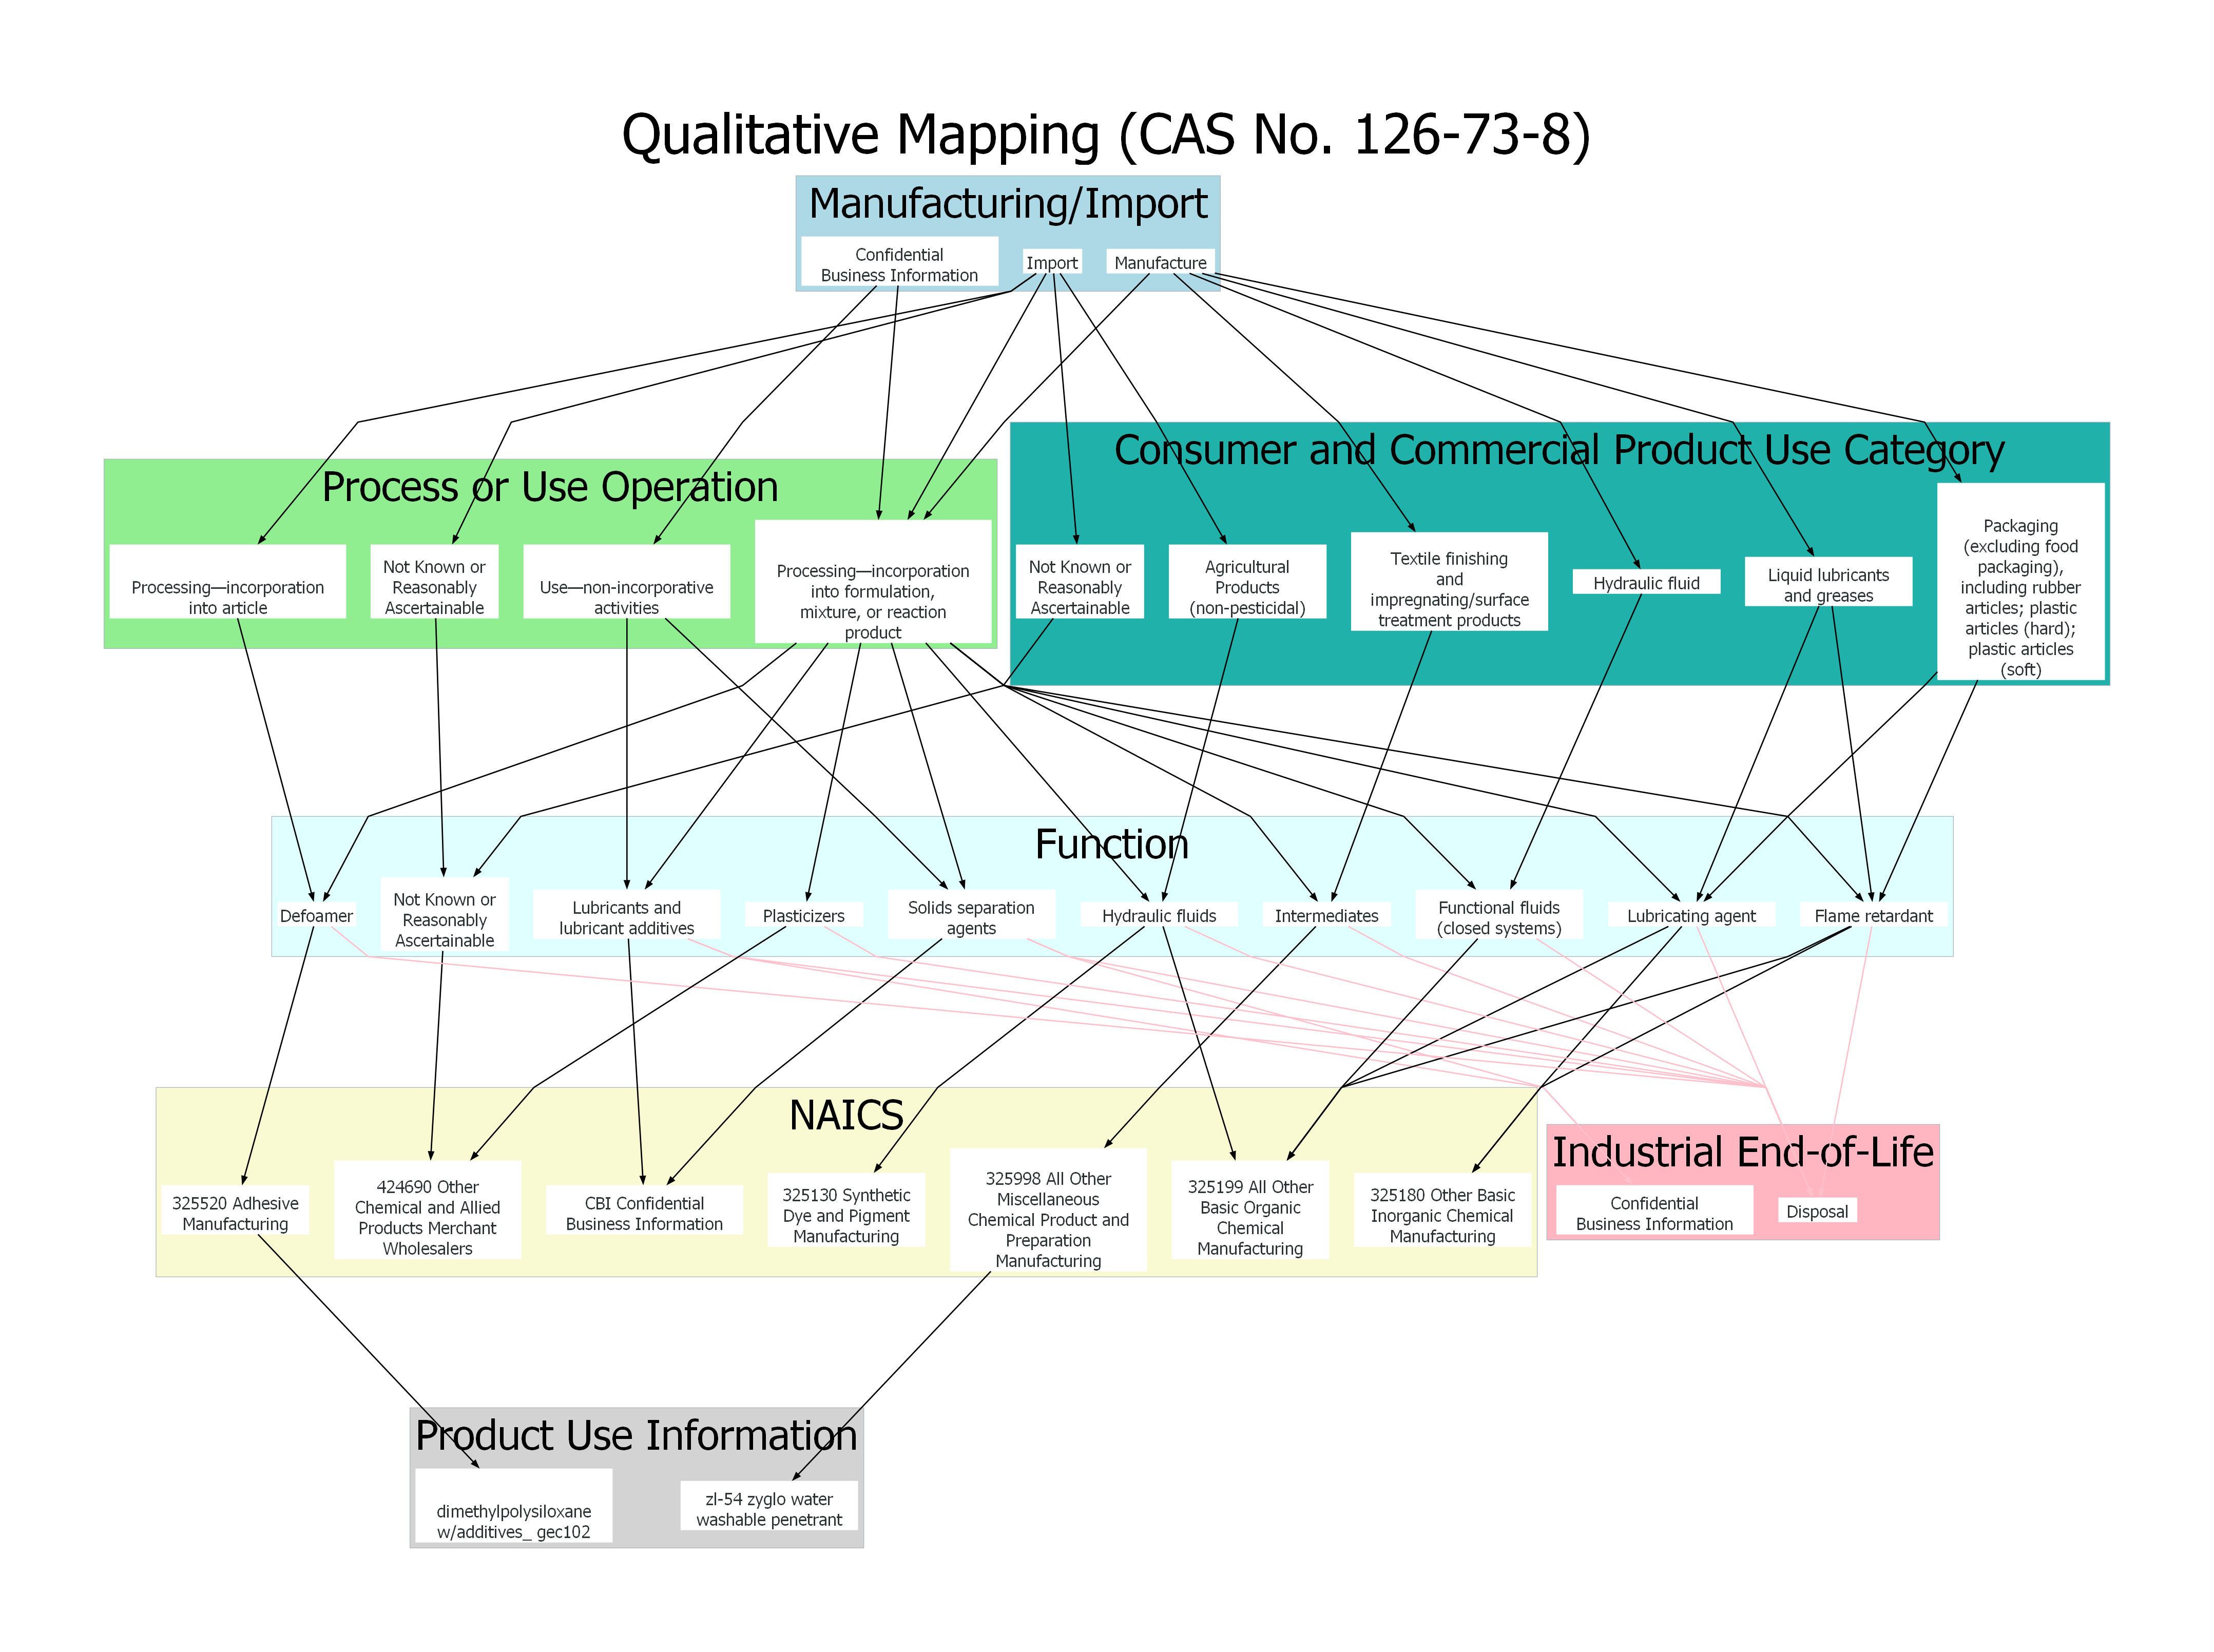 Qualitative Mapping (CAS No. 126-73-8)
Manufacturing/Import
Confidential
Business Information
Import
Manufacture
Process or Use Operation
Processing—incorporation
into article
Not Known or
Reasonably
Ascertainable
Use—non-incorporative
activities
Processing—incorporation
into formulation,
mixture, or reaction
product
Consumer and Commercial Product Use Category
Not Known or
Reasonably
Ascertainable
Agricultural
Products
(non-pesticidal)
Textile finishing
and
impregnating/surface
treatment products
Hydraulic fluid
Liquid lubricants
and greases
Packaging
(excluding food
packaging),
including rubber
articles; plastic
articles (hard);
plastic articles
(soft)
Function
Defoamer
Not Known or
Reasonably
Ascertainable
Lubricants and
lubricant additives
Plasticizers
Solids separation
agents
Hydraulic fluids
Intermediates
Functional fluids
(closed systems)
Lubricating agent
Flame retardant
NAICS
325520 Adhesive
Manufacturing
424690 Other
Chemical and Allied
Products Merchant
Wholesalers
CBI Confidential
Business Information
325130 Synthetic
Dye and Pigment
Manufacturing
325998 All Other
Miscellaneous
Chemical Product and
Preparation
Manufacturing
325199 All Other
Basic Organic
Chemical
Manufacturing
325180 Other Basic
Inorganic Chemical
Manufacturing
Industrial End-of-Life
Confidential
Business Information
Disposal
Product Use Information
dimethylpolysiloxane
w/additives_ gec102
zl-54 zyglo water
washable penetrant